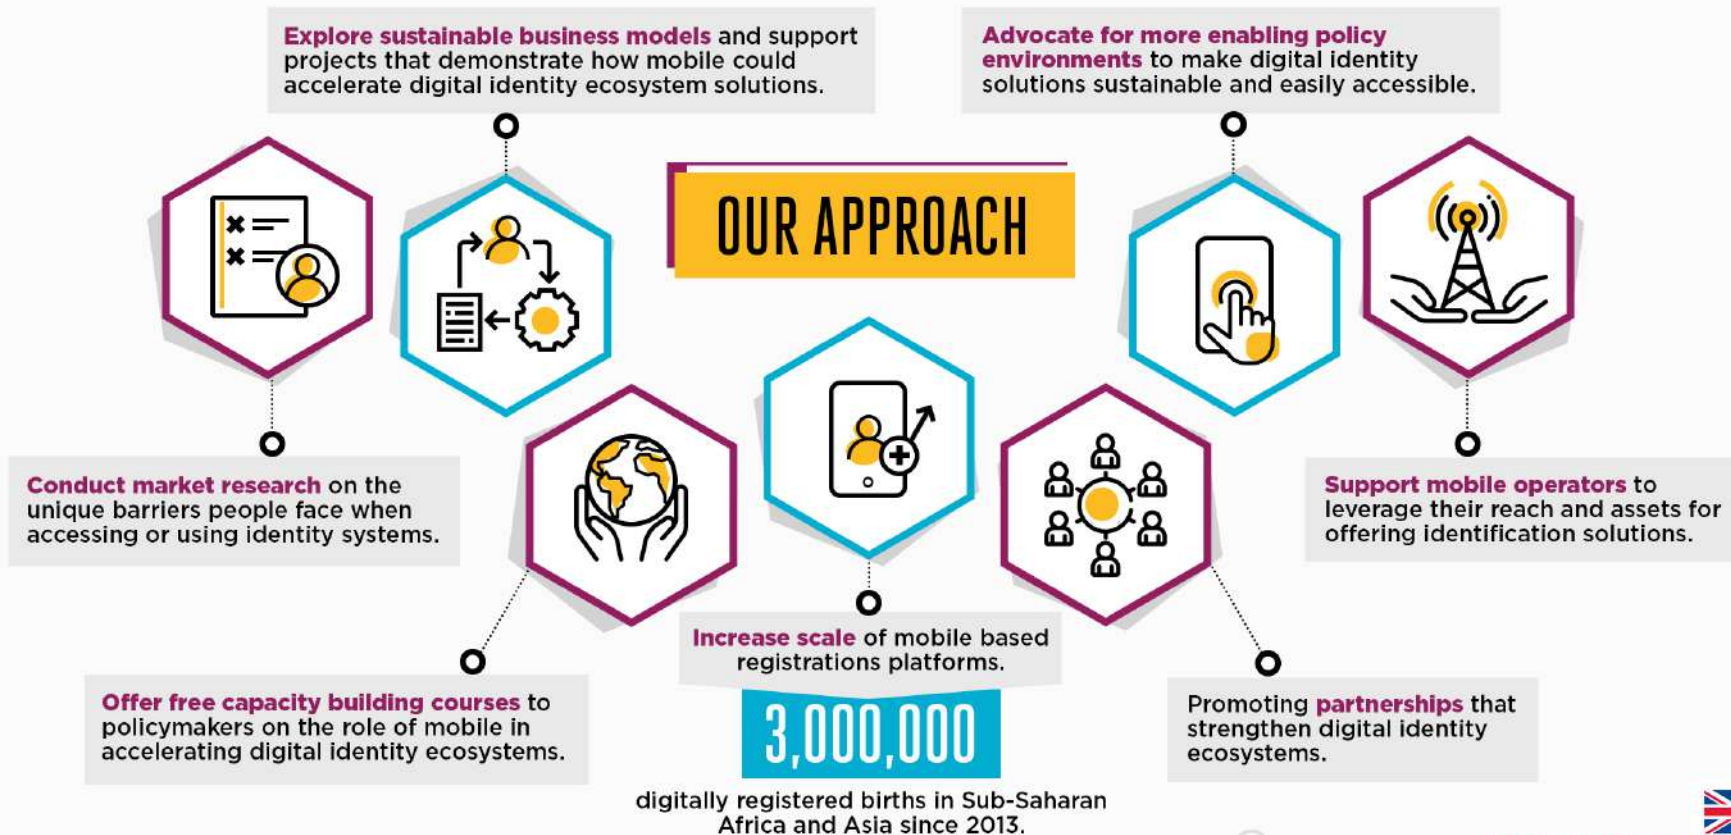 Explore sustainable business models and support
projects that demonstrate how mobile could
accelerate digital identity ecosystem solutions.
Advocate for more enabling policy
environments to make digital identity
solutions sustainable and easily accessible.
OUR APPROACH
Conduct market research on the
unique barriers people face when
accessing or using identity systems.
Support mobile operators to
leverage their reach and assets for
offering identification solutions.
Offer free capacity building courses to
policymakers on the role of mobile in
accelerating digital identity ecosystems.
Increase scale of mobile based
registrations platforms.
3,000,000
digitally registered births in Sub-Saharan
Africa and Asia since 2013.
Promoting partnerships that
strengthen digital identity
ecosystems.